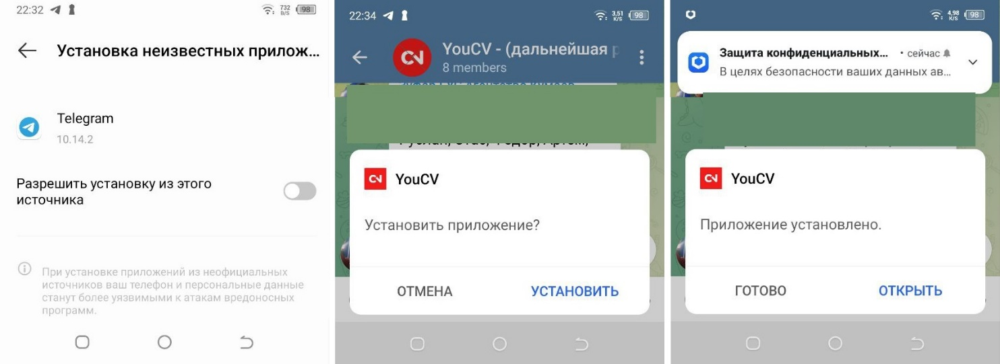 22:32
732
B/S
98
Установка неизвестных прилож...
Telegram
10.14.2
Разрешить установку из этого
источника
При установке приложений из неофициальных
источников ваш телефон и персональные данные
станут более уязвимыми к атакам вредоносных
программ.
22:34
3,51
K/S
98
CV
YouCV - (дальнейшая р
8 members
CV
YouCV
Установить приложение?
ОТМЕНА
УСТАНОВИТЬ
4,98
K/S
98
Защита конфиденциальных... • сейчас
В целях безопасности ваших данных ав...
CV
YouCV
Приложение установлено.
ГОТОВО
ОТКРЫТЬ